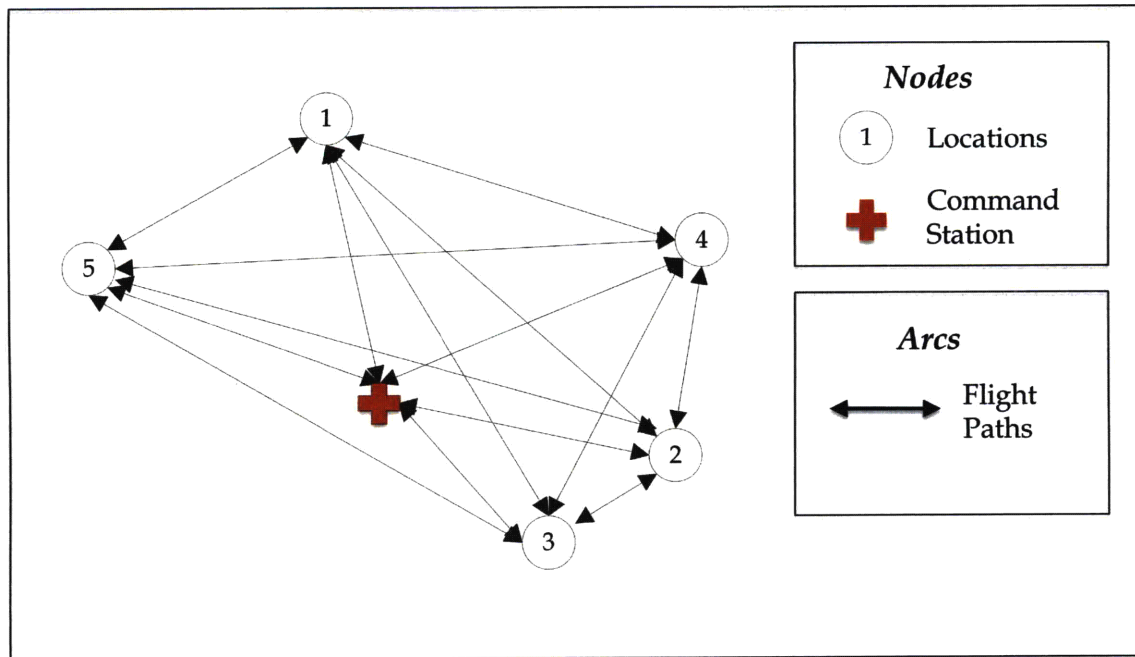 1
4
5
2
3
Nodes
1 Locations
Command
Station
Arcs
Flight
Paths